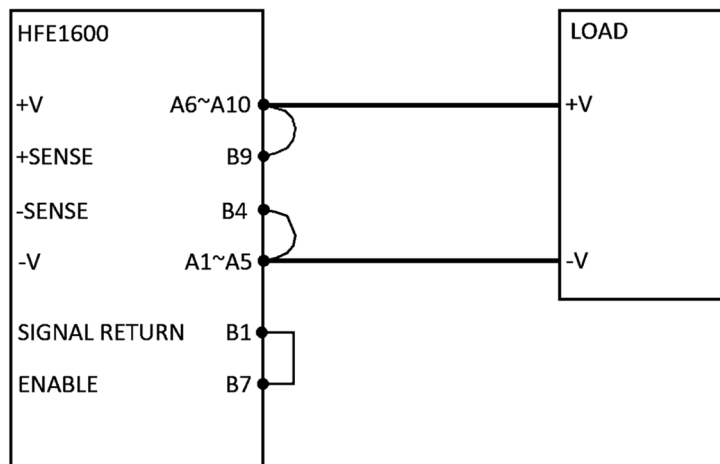 HFE1600
LOAD
+V A6~A10 +V
+SENSE B9
-SENSE B4
-V A1~A5 -V
SIGNAL RETURN B1
ENABLE B7